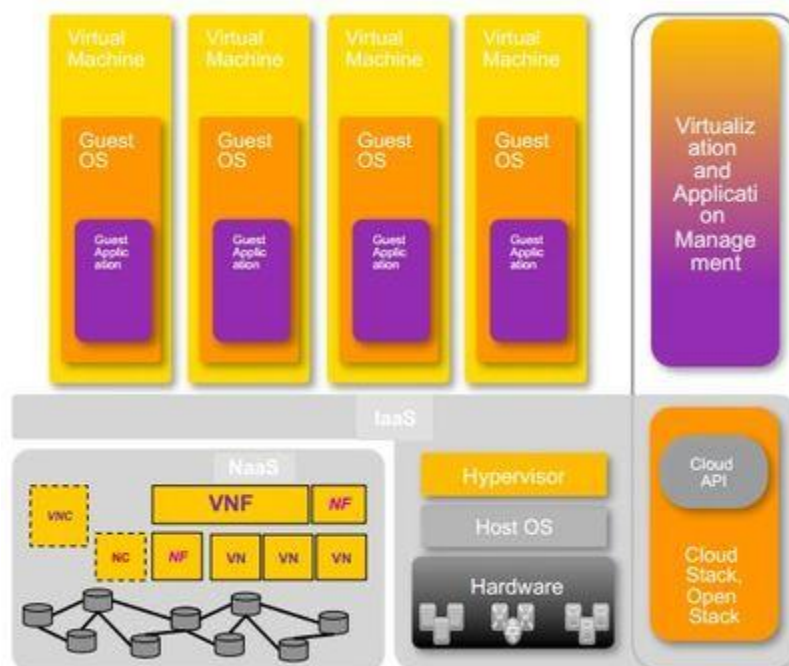 Virtual
Machine
Guest
OS
Guest
Applic
ation
Virtual
Machine
Guest
OS
Guest
Applic
ation
Virtual
Machine
Guest
OS
Guest
Applic
ation
Virtual
Machine
Guest
OS
Guest
Applic
ation
Virtualiz
ation
and
Applicati
on
Manage
ment
IaaS
NaaS
VNC
VNF
NF
NC
NF
VN
VN
VN
Hypervisor
Host OS
Hardware
Cloud
API
Cloud
Stack,
Open
Stack